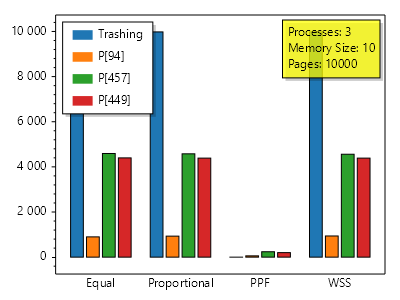 10 000
8 000
6 000
4 000
2 000
0
Trashing
P[94]
P[457]
P[449]
Processes: 3
Memory Size: 10
Pages: 10000
Equal
Proportional
PPF
WSS